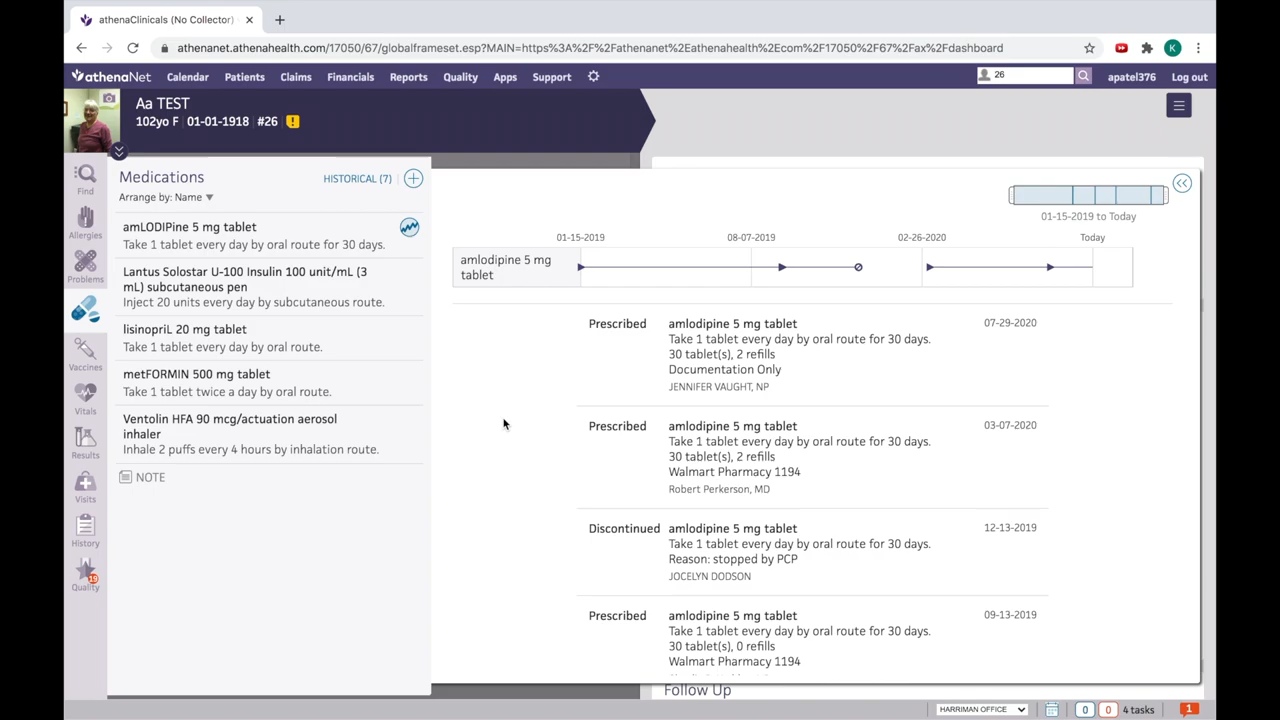 athenaClinicals (No Collector)
athenanet.athenahealth.com/17050/67/globalframeset.esp?MAIN=https%3A%2F%2Fathenanet%2Eathenahealth%2Ecom%2F17050%2F67%2Fax%2Fdashboard
K
athenaNet Calendar Patients Claims Financials Reports Quality Apps Support 26 apatel376 Log out
Aa TEST
102yo F 01-01-1918 #26 !
Find
Allergies
Problems
Vaccines
Vitals
Results
Visits
History
19
Quality
Medications HISTORICAL (7)
Arrange by: Name
amLODIPine 5 mg tablet
Take 1 tablet every day by oral route for 30 days.
Lantus Solostar U-100 Insulin 100 unit/mL (3
mL) subcutaneous pen
Inject 20 units every day by subcutaneous route.
lisinopriL 20 mg tablet
Take 1 tablet every day by oral route.
metFORMIN 500 mg tablet
Take 1 tablet twice a day by oral route.
Ventolin HFA 90 mcg/actuation aerosol
inhaler
Inhale 2 puffs every 4 hours by inhalation route.
NOTE
01-15-2019 to Today
01-15-2019 08-07-2019 02-26-2020 Today
amlodipine 5 mg
tablet
Prescribed amlodipine 5 mg tablet 07-29-2020
Take 1 tablet every day by oral route for 30 days.
30 tablet(s), 2 refills
Documentation Only
JENNIFER VAUGHT, NP
Prescribed amlodipine 5 mg tablet 03-07-2020
Take 1 tablet every day by oral route for 30 days.
30 tablet(s), 2 refills
Walmart Pharmacy 1194
Robert Perkerson, MD
Discontinued amlodipine 5 mg tablet 12-13-2019
Take 1 tablet every day by oral route for 30 days.
Reason: stopped by PCP
JOCELYN DODSON
Prescribed amlodipine 5 mg tablet 09-13-2019
Take 1 tablet every day by oral route for 30 days.
30 tablet(s), 0 refills
Walmart Pharmacy 1194
Follow Up
HARRIMAN OFFICE 0 0 4 tasks 1